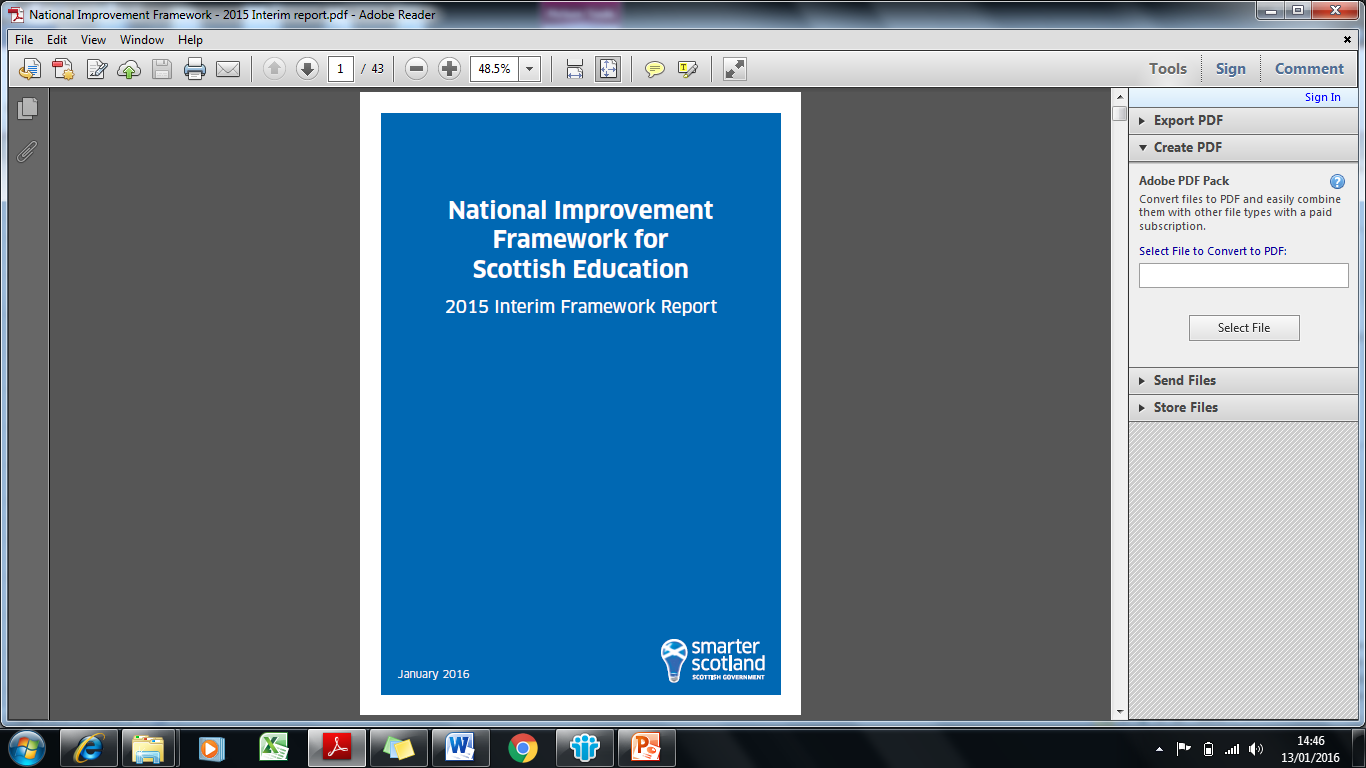 National Improvement Framework - 2015 Interim report.pdf - Adobe Reader
File Edit View Window Help
1 / 43 48.5% Tools Sign Comment
Sign In
Export PDF
Create PDF
Adobe PDF Pack
Convert files to PDF and easily combine
them with other file types with a paid
subscription.
Select File to Convert to PDF:
Select File
Send Files
Store Files
National Improvement
Framework for
Scottish Education
2015 Interim Framework Report
smarter
scotland
SCOTTISH GOVERNMENT
January 2016
14:46
13/01/2016